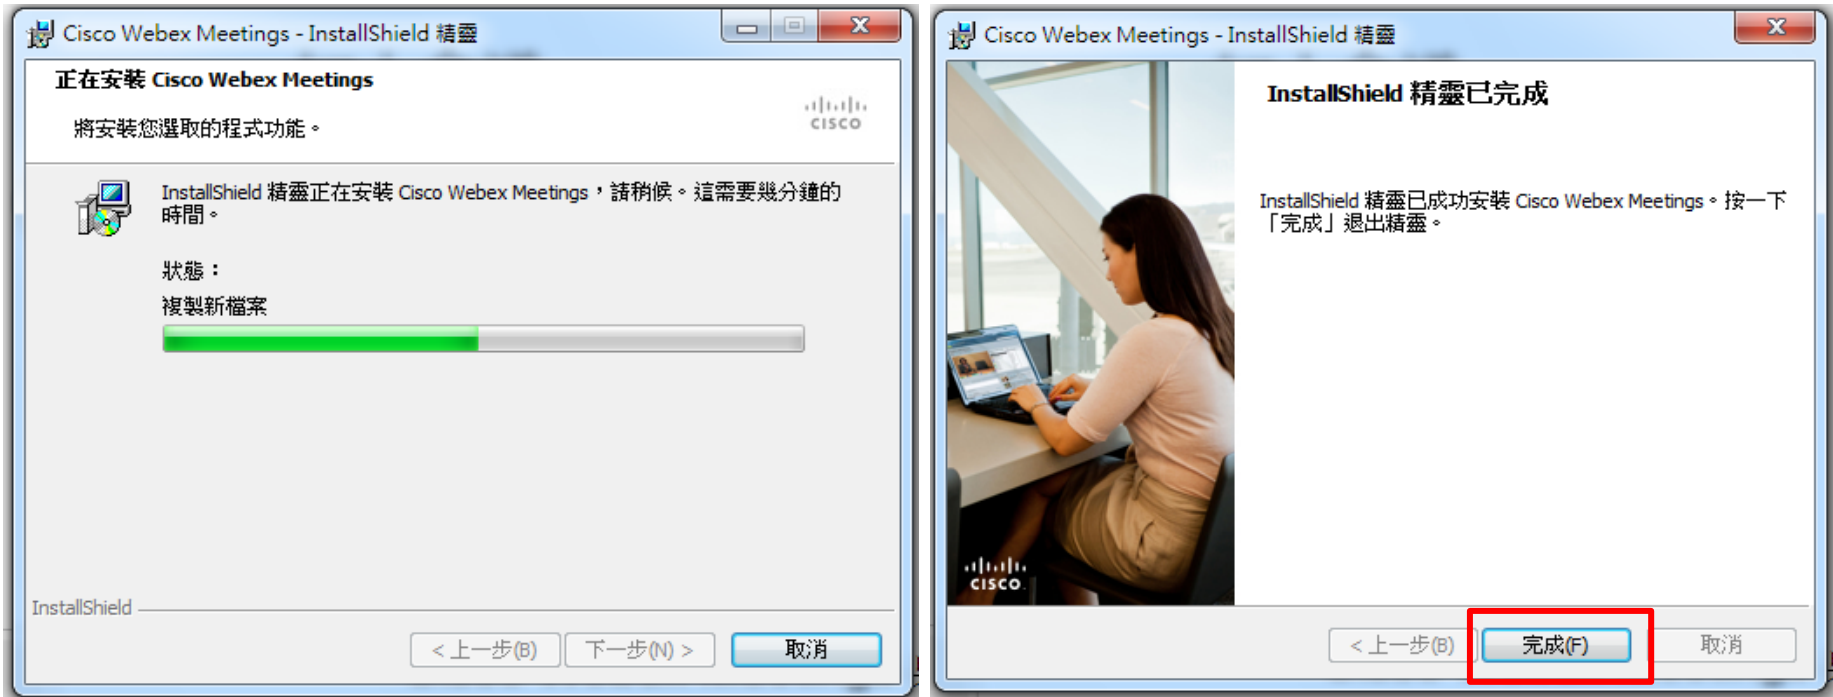 Cisco Webex Meetings - InstallShield 精靈
正在安裝 Cisco Webex Meetings
將安裝您選取的程式功能。
CISCO
InstallShield 精靈正在安裝 Cisco Webex Meetings，請稍候。這需要幾分鐘的
時間。
狀態：
複製新檔案
InstallShield
< 上一步(B)
下一步(N) >
取消
Cisco Webex Meetings - InstallShield 精靈
InstallShield 精靈已完成
InstallShield 精靈已成功安裝 Cisco Webex Meetings。按一下
「完成」退出精靈。
CISCO
< 上一步(B)
完成(F)
取消